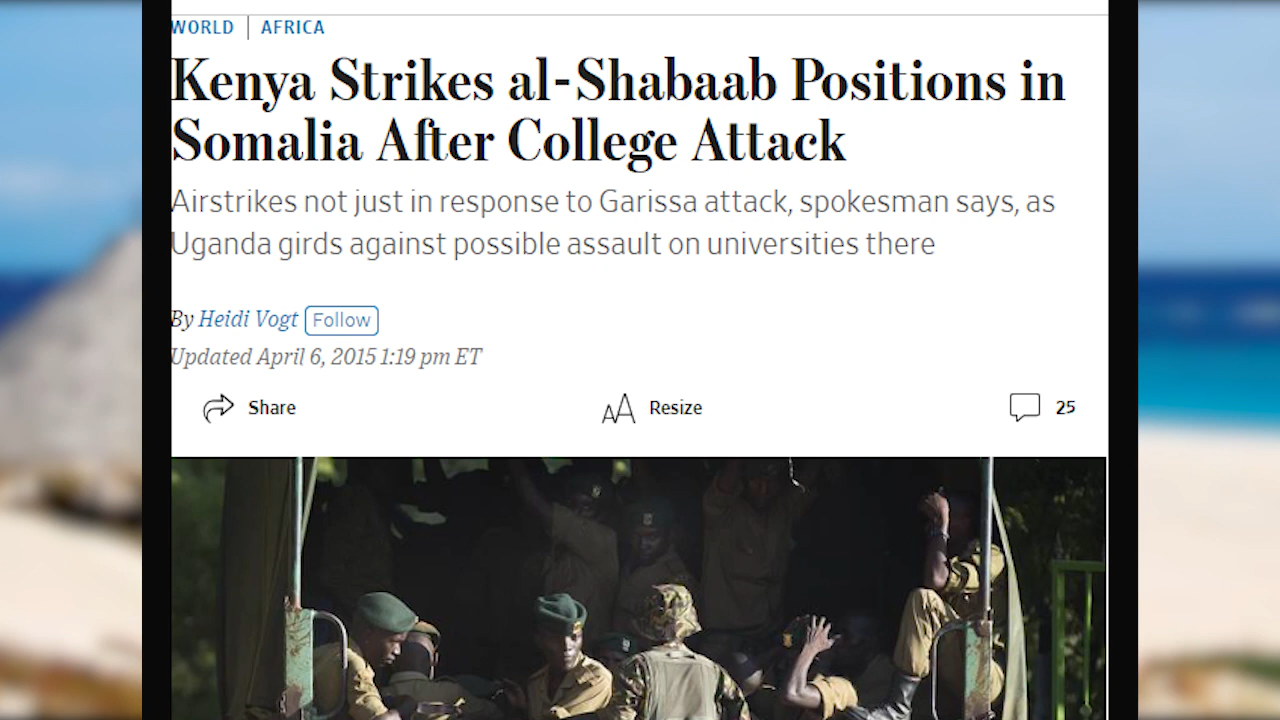 WORLD | AFRICA
Kenya Strikes al-Shabaab Positions in
Somalia After College Attack
Airstrikes not just in response to Garissa attack, spokesman says, as
Uganda girds against possible assault on universities there
By Heidi Vogt Follow
Updated April 6, 2015 1:19 pm ET
Share Resize 25